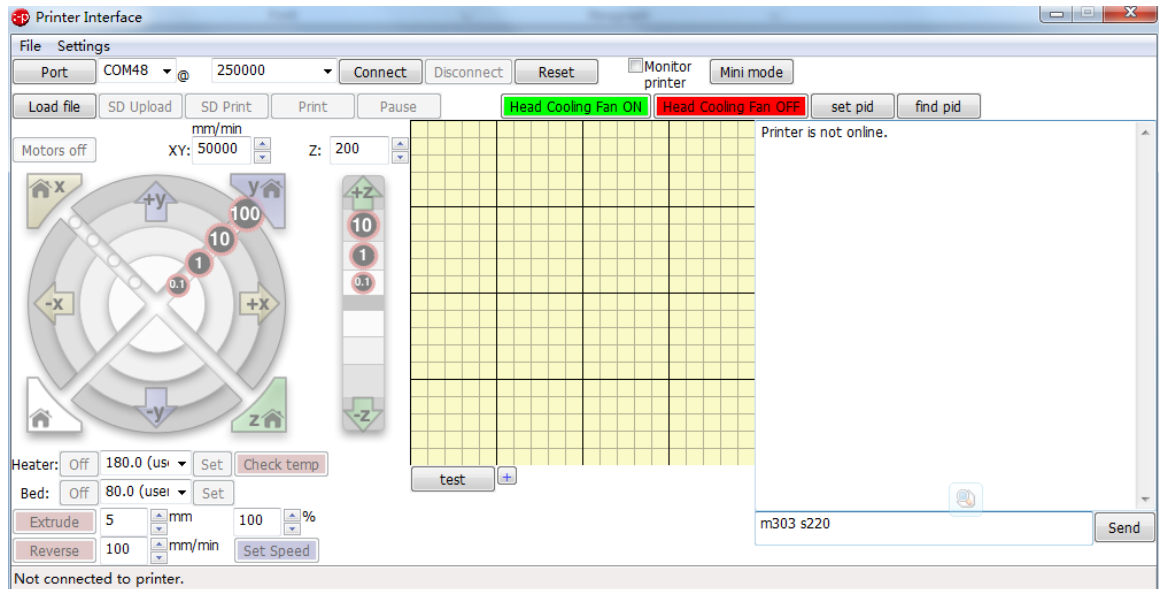 Printer Interface
File Settings
Port COM48 @ 250000 Connect Disconnect Reset Monitor printer Mini mode
Load file SD Upload SD Print Print Pause Head Cooling Fan ON Head Cooling Fan OFF set pid find pid
mm/min
Motors off XY: 50000 Z: 200
Printer is not online.
x y +y +z
100
10 10
1 1
0.1 0.1
-x +x
-y z -z
Heater: Off 180.0 (us Set Check temp
Bed: Off 80.0 (user Set
test +
Extrude 5 mm 100 %
Reverse 100 mm/min Set Speed
m303 s220 Send
Not connected to printer.